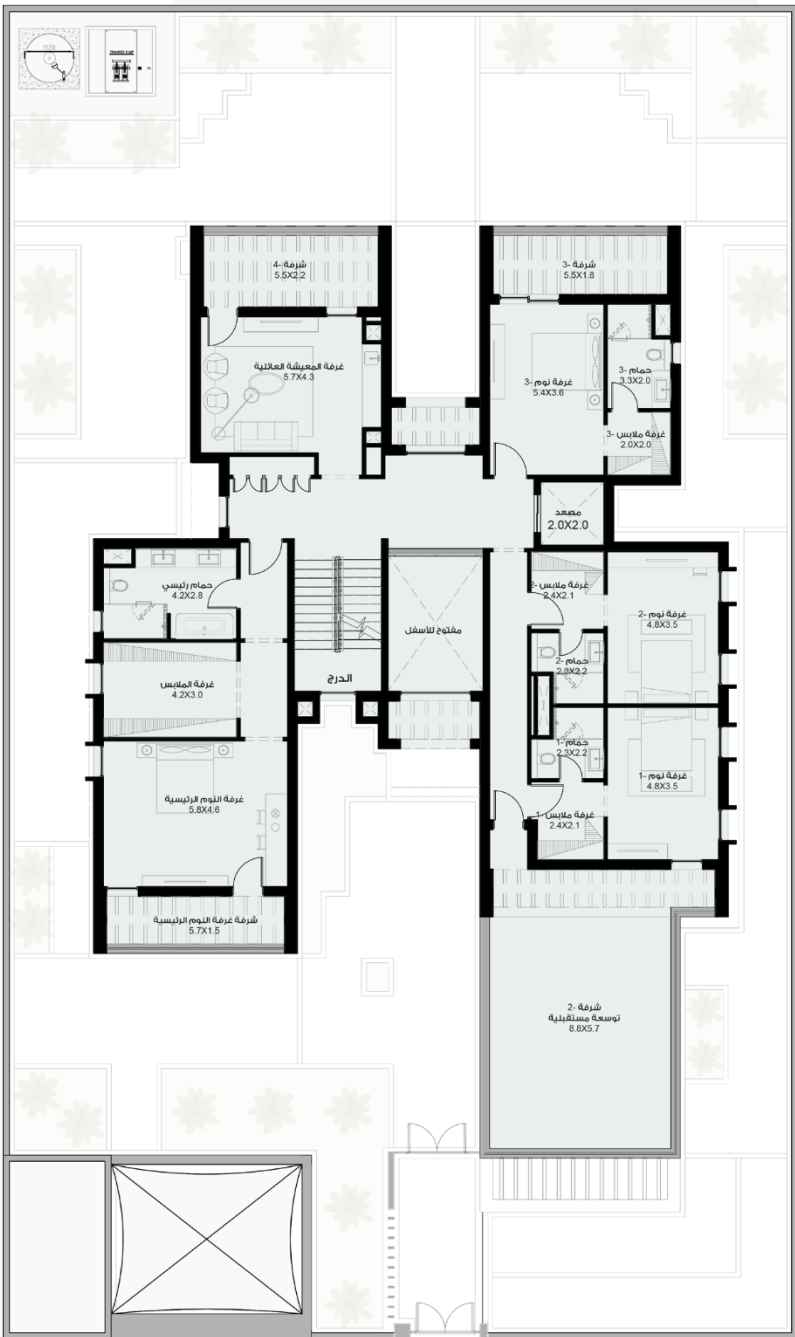 1533
شرفة -4
5.5X2.2
شرفة -3
5.5X1.8
غرفة المعيشة العائلية
5.7X4.3
غرفة نوم -3
5.4X3.6
حمام -3
3.3X2.0
غرفة ملابس -3
2.0X2.0
مصعد
2.0X2.0
حمام رئيسي
4.2X2.8
غرفة ملابس -2
2.4X2.1
غرفة نوم -2
4.8X3.5
مفتوح للأسفل
حمام -2
2.3X2.2
الدرج
غرفة الملابس
4.2X3.0
حمام -1
2.3X2.2
غرفة نوم -1
4.8X3.5
غرفة النوم الرئيسية
5.8X4.6
غرفة ملابس -1
2.4X2.1
شرفة غرفة النوم الرئيسية
5.7X1.5
شرفة -2
توسعة مستقبلية
8.8X5.7